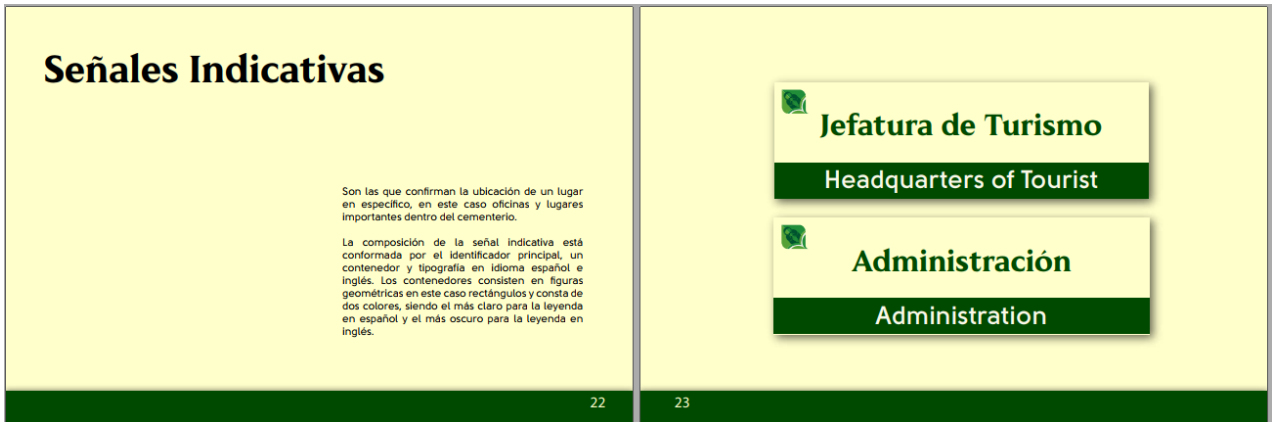 Señales Indicativas
Son las que confirman la ubicación de un lugar
en específico, en este caso oficinas y lugares
importantes dentro del cementerio.
La composición de la señal indicativa está
conformada por el identificador principal, un
contenedor y tipografía en idioma español e
inglés. Los contenedores consisten en figuras
geométricas en este caso rectángulos y consta de
dos colores, siendo el más claro para la leyenda
en español y el más oscuro para la leyenda en
inglés.
22
Jefatura de Turismo
Headquarters of Tourist
Administración
Administration
23